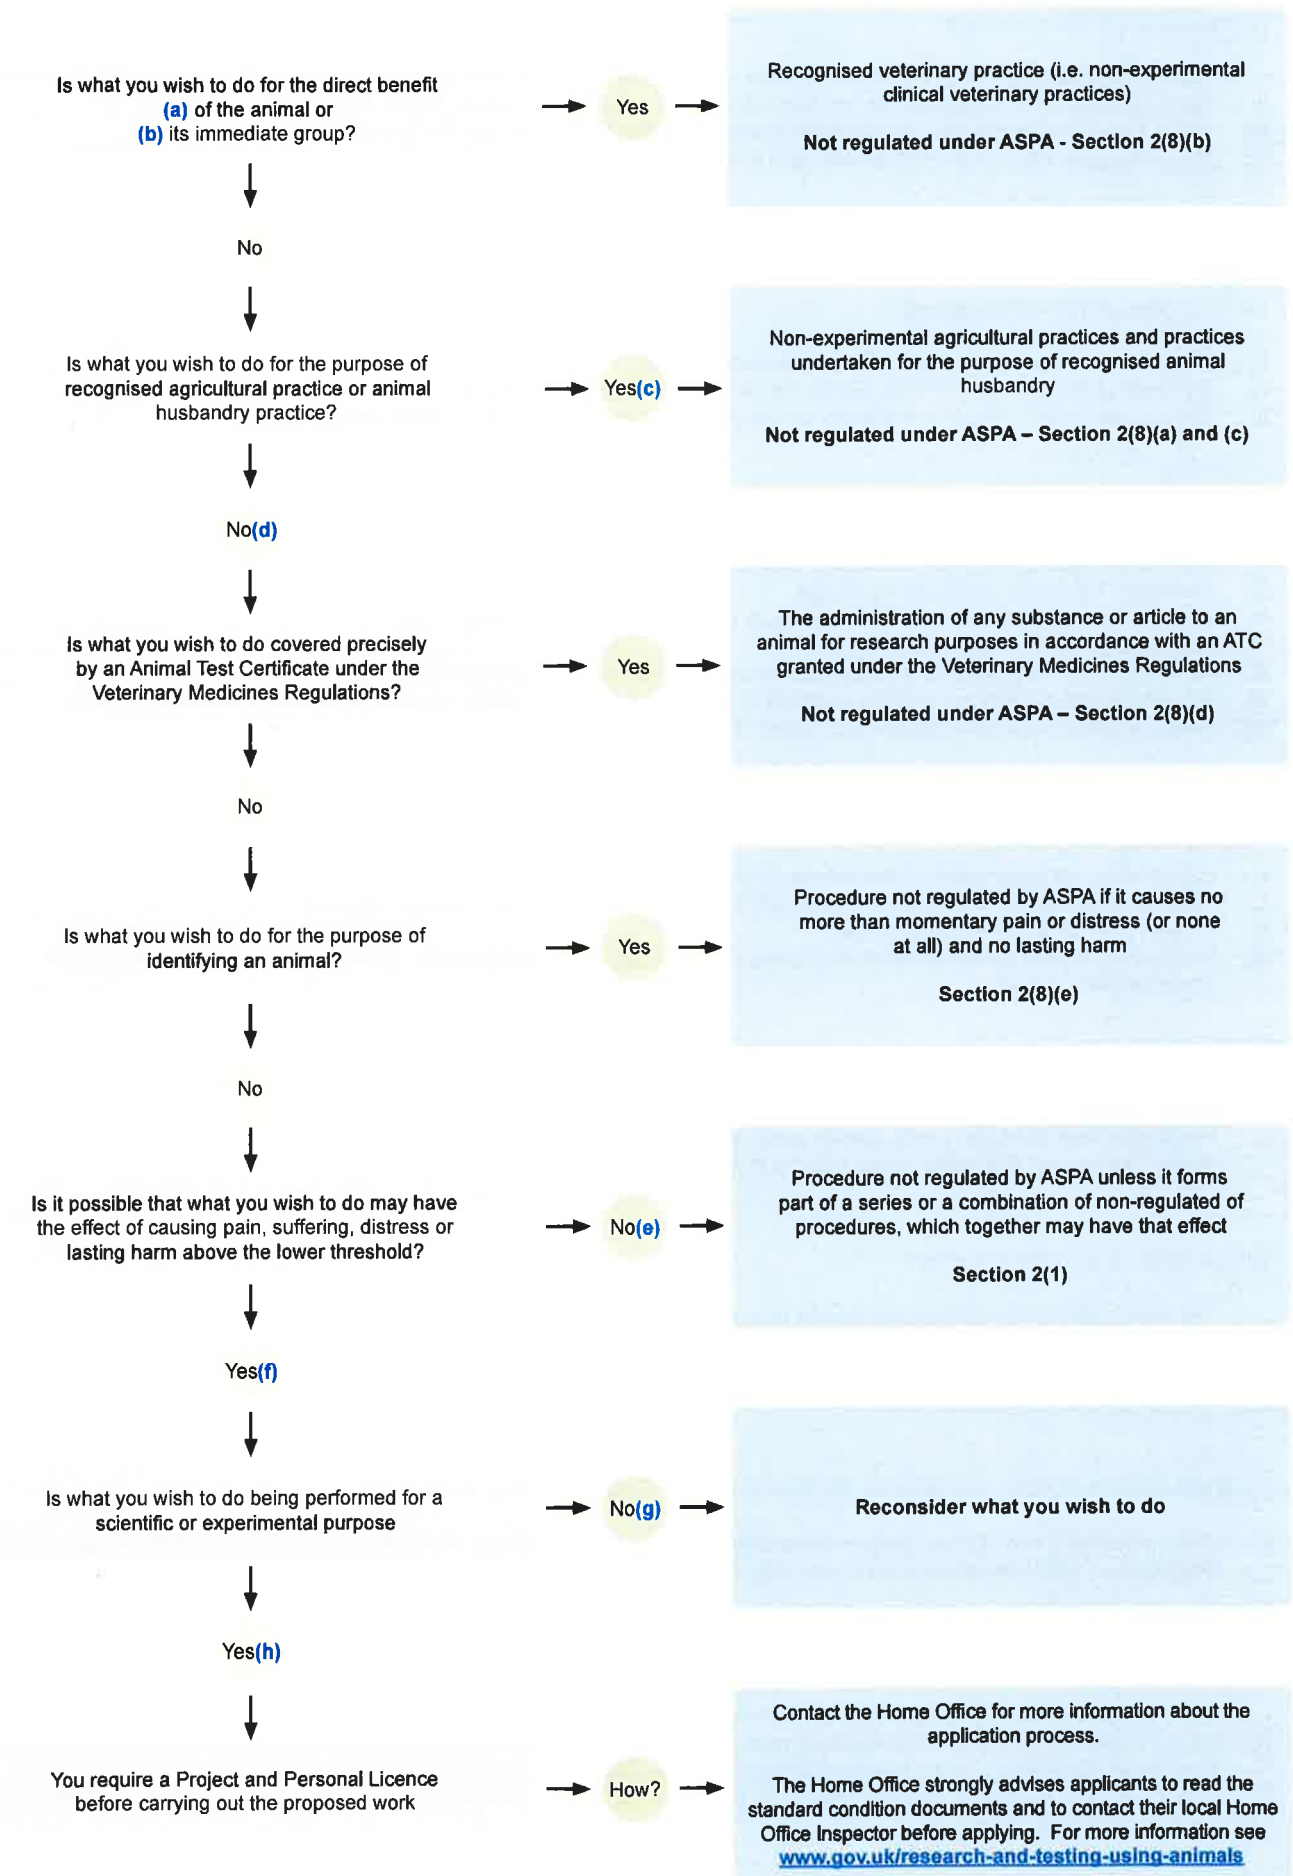 Is what you wish to do for the direct benefit
(a) of the animal or
(b) its immediate group?
Yes
Recognised veterinary practice (i.e. non-experimental
clinical veterinary practices)
Not regulated under ASPA - Section 2(8)(b)
No
Is what you wish to do for the purpose of
recognised agricultural practice or animal
husbandry practice?
Yes(c)
Non-experimental agricultural practices and practices
undertaken for the purpose of recognised animal
husbandry
Not regulated under ASPA – Section 2(8)(a) and (c)
No(d)
Is what you wish to do covered precisely
by an Animal Test Certificate under the
Veterinary Medicines Regulations?
Yes
The administration of any substance or article to an
animal for research purposes in accordance with an ATC
granted under the Veterinary Medicines Regulations
Not regulated under ASPA – Section 2(8)(d)
No
Is what you wish to do for the purpose of
identifying an animal?
Yes
Procedure not regulated by ASPA if it causes no
more than momentary pain or distress (or none
at all) and no lasting harm
Section 2(8)(e)
No
Is it possible that what you wish to do may have
the effect of causing pain, suffering, distress or
lasting harm above the lower threshold?
No(e)
Procedure not regulated by ASPA unless it forms
part of a series or a combination of non-regulated of
procedures, which together may have that effect
Section 2(1)
Yes(f)
Is what you wish to do being performed for a
scientific or experimental purpose
No(g)
Reconsider what you wish to do
Yes(h)
You require a Project and Personal Licence
before carrying out the proposed work
How?
Contact the Home Office for more information about the
application process.
The Home Office strongly advises applicants to read the
standard condition documents and to contact their local Home
Office Inspector before applying.  For more information see
www.gov.uk/research-and-testing-using-animals